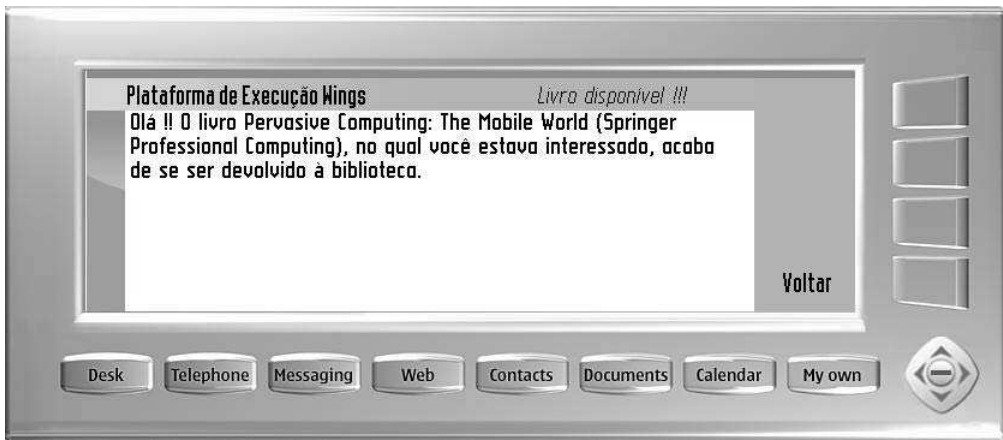 Plataforma de Execução Wings Livro disponível !!!
Olá !! O livro Pervasive Computing: The Mobile World (Springer
Professional Computing), no qual você estava interessado, acaba
de se ser devolvido à biblioteca.
Voltar
Desk Telephone Messaging Web Contacts Documents Calendar My own